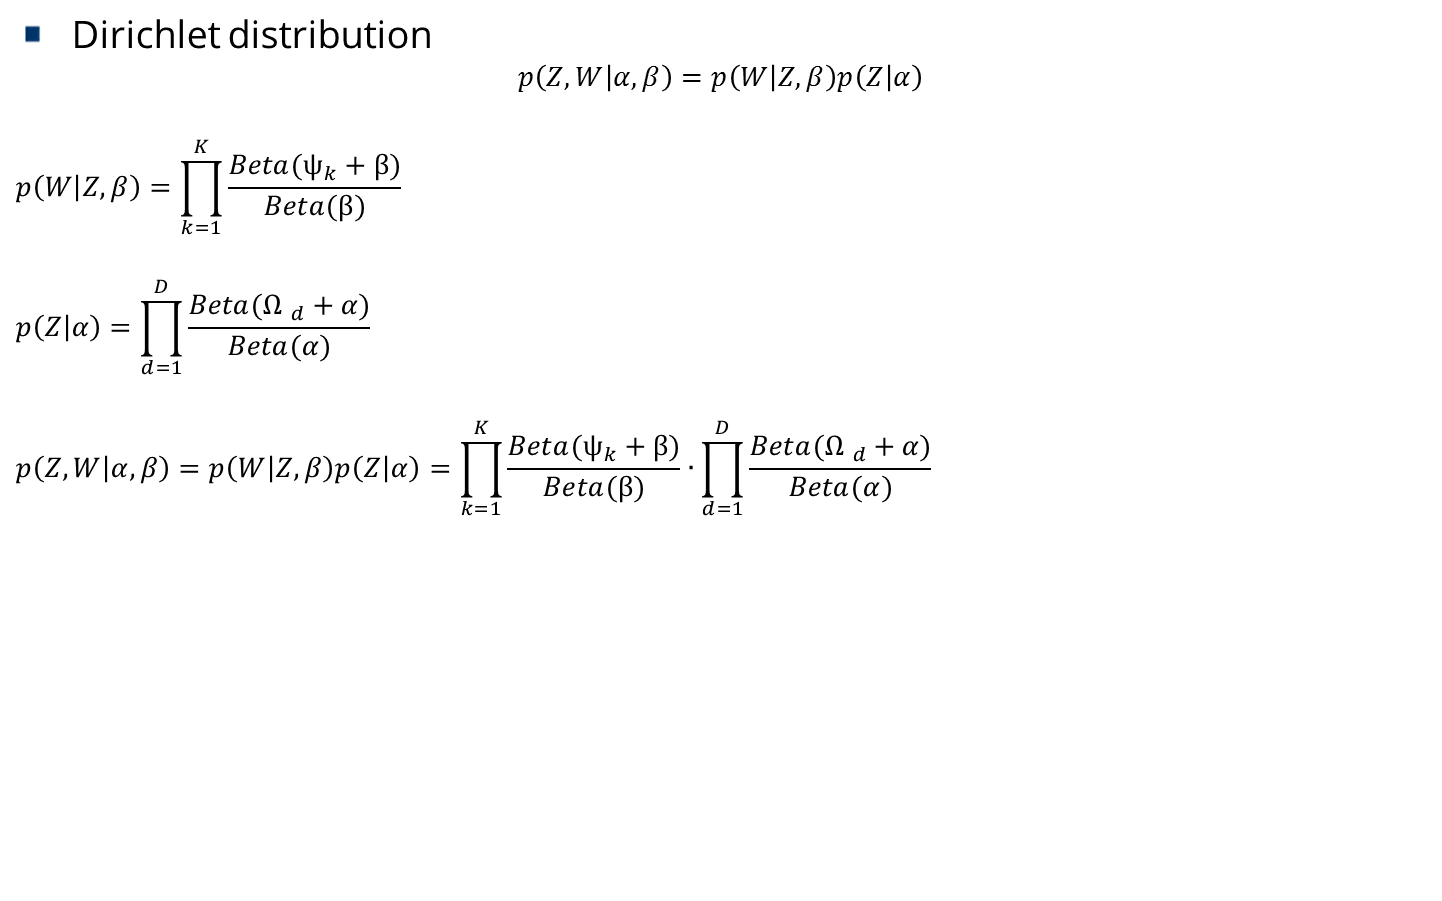 ▪ Dirichlet distribution
p(Z, W|α, β) = p(W|Z, β)p(Z|α)
p(W|Z, β) = ∏_{k=1}^{K} Beta(ψ_k + β) / Beta(β)
p(Z|α) = ∏_{d=1}^{D} Beta(Ω_d + α) / Beta(α)
p(Z, W|α, β) = p(W|Z, β)p(Z|α) = ∏_{k=1}^{K} Beta(ψ_k + β) / Beta(β) · ∏_{d=1}^{D} Beta(Ω_d + α) / Beta(α)